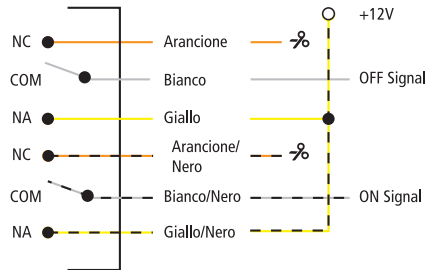 +12V
NC Arancione
COM Bianco OFF Signal
NA Giallo
NC Arancione/
Nero
COM Bianco/Nero ON Signal
NA Giallo/Nero